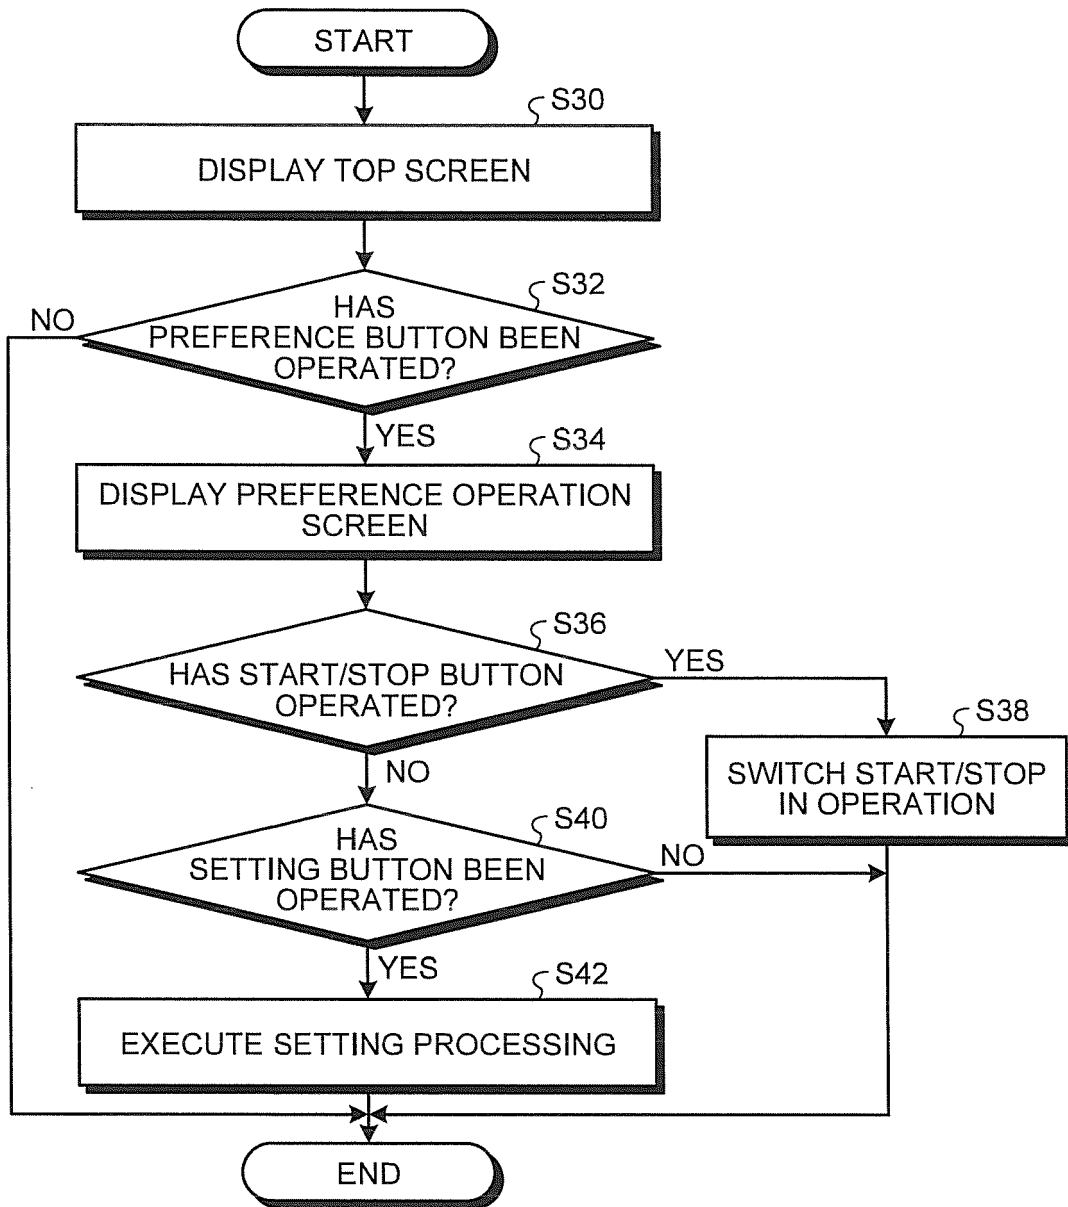 START
S30
DISPLAY TOP SCREEN
S32
HAS
PREFERENCE BUTTON BEEN
OPERATED?
NO
YES
S34
DISPLAY PREFERENCE OPERATION
SCREEN
S36
HAS START/STOP BUTTON
OPERATED?
YES
S38
SWITCH START/STOP
IN OPERATION
NO
S40
HAS
SETTING BUTTON BEEN
OPERATED?
NO
YES
S42
EXECUTE SETTING PROCESSING
END